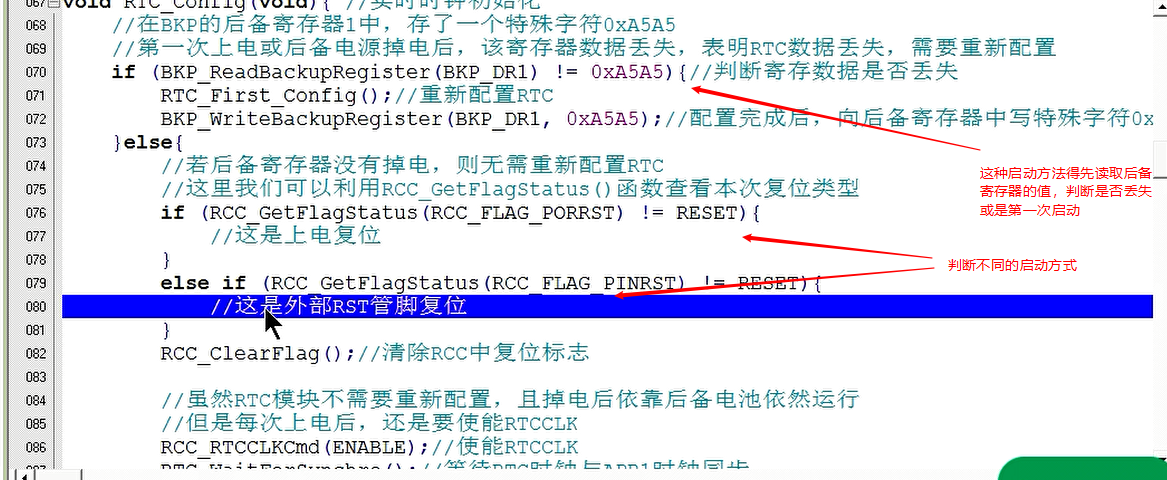 067 void RTC_Config(void){ //实时时钟初始化
068 //在BKP的后备寄存器1中，存了一个特殊字符0xA5A5
069 //第一次上电或后备电源掉电后，该寄存器数据丢失，表明RTC数据丢失，需要重新配置
070 if (BKP_ReadBackupRegister(BKP_DR1) != 0xA5A5){//判断寄存数据是否丢失
071 RTC_First_Config();//重新配置RTC
072 BKP_WriteBackupRegister(BKP_DR1, 0xA5A5);//配置完成后，向后备寄存器中写特殊字符0x
073 }else{
074 //若后备寄存器没有掉电，则无需重新配置RTC
075 //这里我们可以利用RCC_GetFlagStatus()函数查看本次复位类型
076 if (RCC_GetFlagStatus(RCC_FLAG_PORRST) != RESET){
077 //这是上电复位
078 }
079 else if (RCC_GetFlagStatus(RCC_FLAG_PINRST) != RESET){
080 //这是外部RST管脚复位
081 }
082 RCC_ClearFlag();//清除RCC中复位标志
083
084 //虽然RTC模块不需要重新配置，且掉电后依靠后备电池依然运行
085 //但是每次上电后，还是要使能RTCCLK
086 RCC_RTCCLKCmd(ENABLE);//使能RTCCLK
087 RTC_WaitForSynchro();//等待RTC时钟与APB1时钟同步
这种启动方法得先读取后备
寄存器的值，判断是否丢失
或是第一次启动
判断不同的启动方式